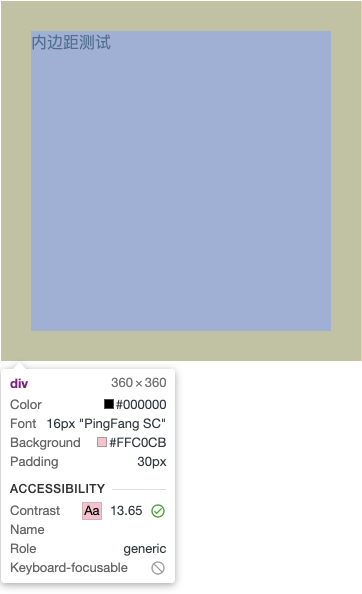 内边距测试
div 360×360
Color #000000
Font 16px "PingFang SC"
Background #FFC0CB
Padding 30px
ACCESSIBILITY
Contrast Aa 13.65
Name
Role generic
Keyboard-focusable